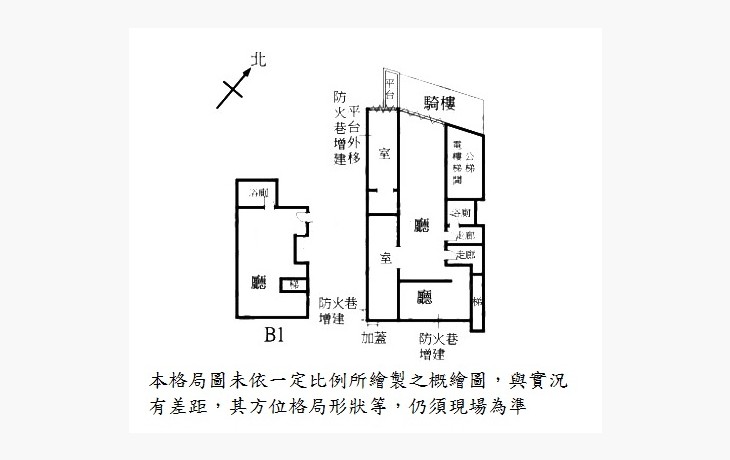 北
平台
騎樓
防火巷增建
平台外移
室
電樓梯間
公梯
浴廁
浴廁
廳
走廊
走廊
室
廳
梯
廳
梯
防火巷
增建
加蓋
防火巷
增建
B1
本格局圖未依一定比例所繪製之概繪圖，與實況
有差距，其方位格局形狀等，仍須現場為準